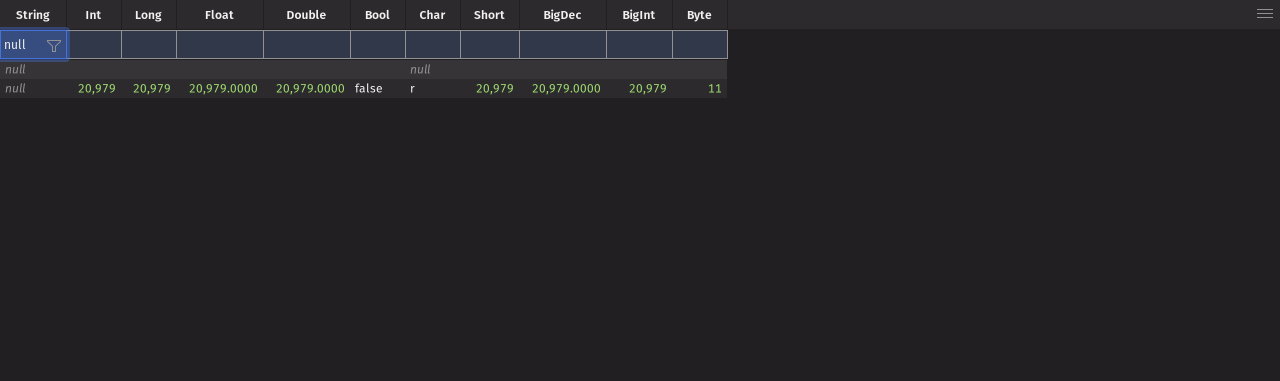 String Int Long Float Double Bool Char Short BigDec BigInt Byte
null
null null
null 20,979 20,979 20,979.0000 20,979.0000 false r 20,979 20,979.0000 20,979 11